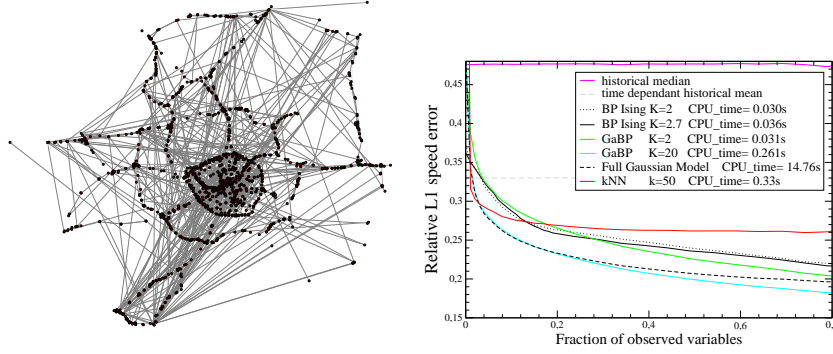 0,45
0,4
0,35
0,3
0,25
0,2
0,15
Relative L1 speed error
historical median
time dependant historical mean
BP Ising K=2 CPU_time= 0.030s
BP Ising K=2.7 CPU_time= 0.036s
GaBP K=2 CPU_time= 0.031s
GaBP K=20 CPU_time= 0.261s
Full Gaussian Model CPU_time= 14.76s
kNN k=50 CPU_time= 0.33s
0 0,2 0,4 0,6 0,
Fraction of observed variables